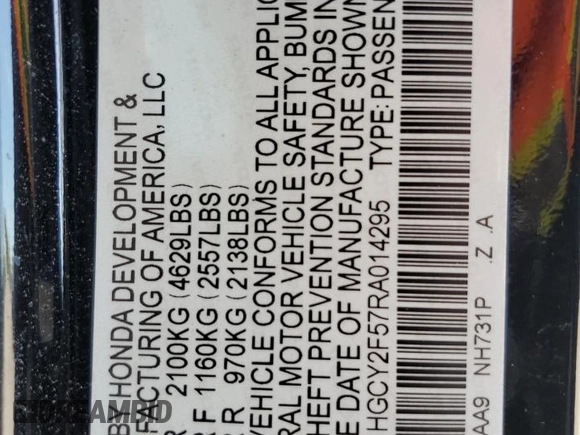 BY HONDA DEVELOPMENT &
FACTURING OF AMERICA, LLC
R 2100KG (4629LBS)
R F 1160KG (2557LBS)
R R 970KG (2138LBS)
VEHICLE CONFORMS TO ALL APPLIC
RAL MOTOR VEHICLE SAFETY, BUM
HEFT PREVENTION STANDARDS IN
E DATE OF MANUFACTURE SHOWN
HGCY2F57RA014295 TYPE: PASSEN
AA9 NH731P .Z .A